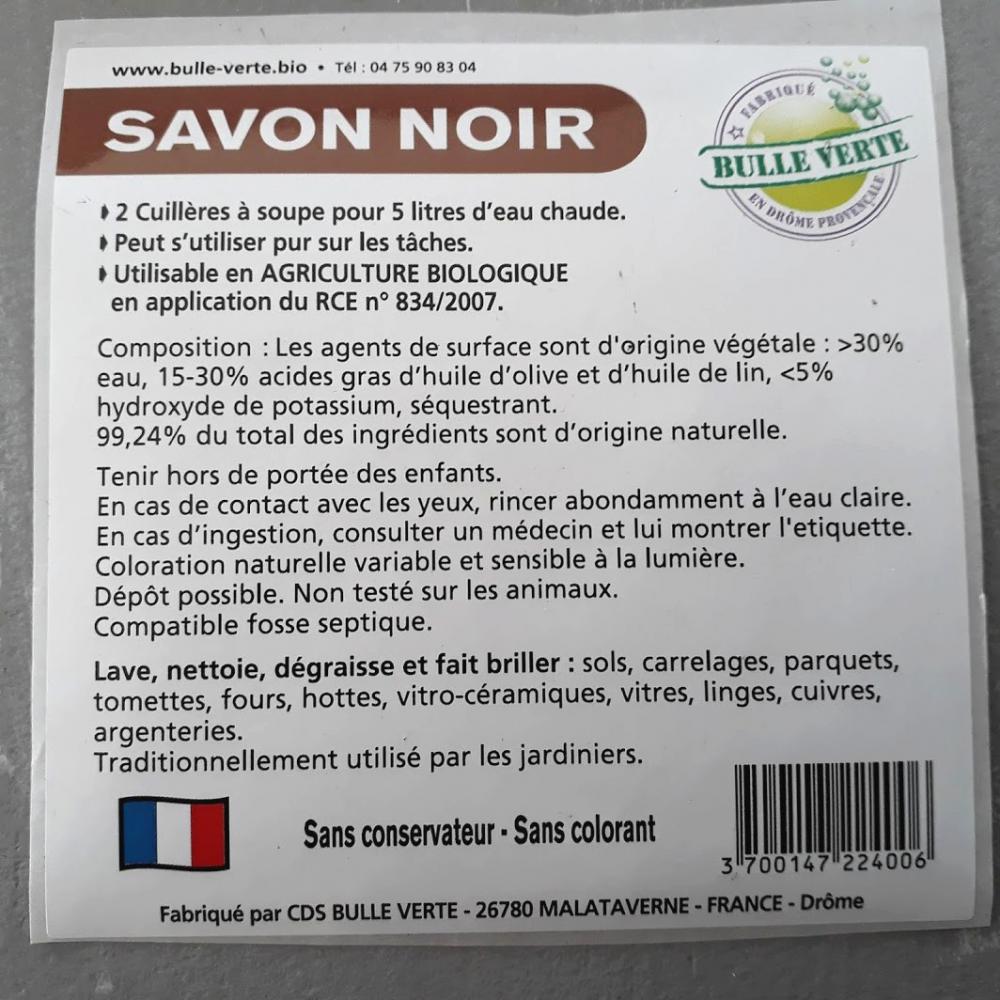 www.bulle-verte.bio • Tél : 04 75 90 83 04
SAVON NOIR
FABRIQUÉ
BULLE VERTE
EN DRÔME PROVENÇALE
2 Cuillères à soupe pour 5 litres d'eau chaude.
Peut s'utiliser pur sur les tâches.
Utilisable en AGRICULTURE BIOLOGIQUE
en application du RCE n° 834/2007.
Composition : Les agents de surface sont d'origine végétale : >30%
eau, 15-30% acides gras d'huile d'olive et d'huile de lin, <5%
hydroxyde de potassium, séquestrant.
99,24% du total des ingrédients sont d'origine naturelle.
Tenir hors de portée des enfants.
En cas de contact avec les yeux, rincer abondamment à l'eau claire.
En cas d'ingestion, consulter un médecin et lui montrer l'etiquette.
Coloration naturelle variable et sensible à la lumière.
Dépôt possible. Non testé sur les animaux.
Compatible fosse septique.
Lave, nettoie, dégraisse et fait briller : sols, carrelages, parquets,
tomettes, fours, hottes, vitro-céramiques, vitres, linges, cuivres,
argenteries.
Traditionnellement utilisé par les jardiniers.
Sans conservateur - Sans colorant
3 700147 224006
Fabriqué par CDS BULLE VERTE - 26780 MALATAVERNE - FRANCE - Drôme